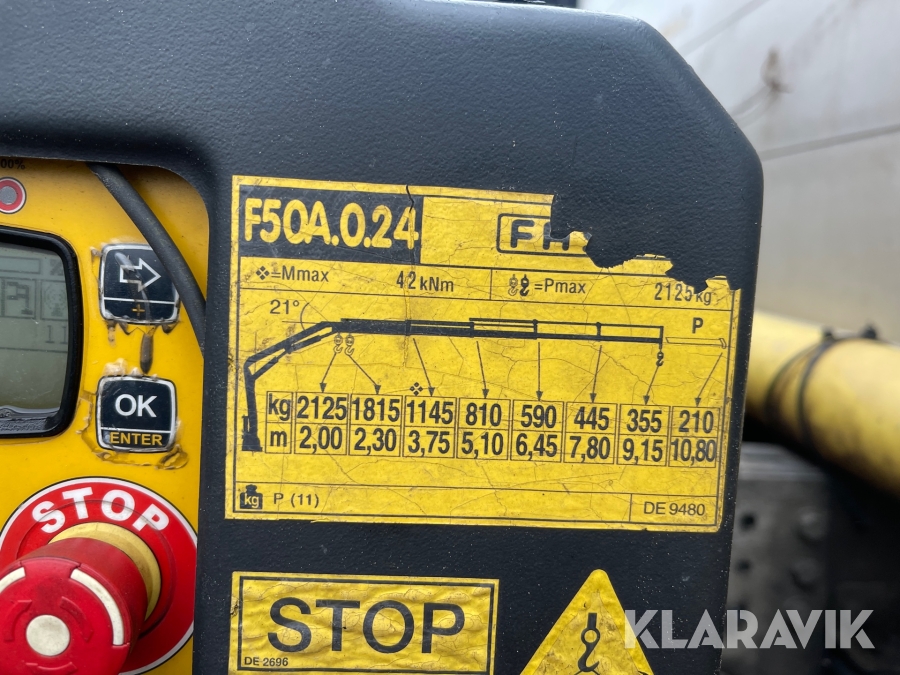 00%
F50A.0.24
=Mmax 42 kNm =Pmax 2125 kg
21°
P
kg 2125 1815 1145 810 590 445 355 210
m 2,00 2,30 3,75 5,10 6,45 7,80 9,15 10,80
kg P (11) DE 9480
+
OK
ENTER
STOP
STOP
DE 2696
KLARAVIK